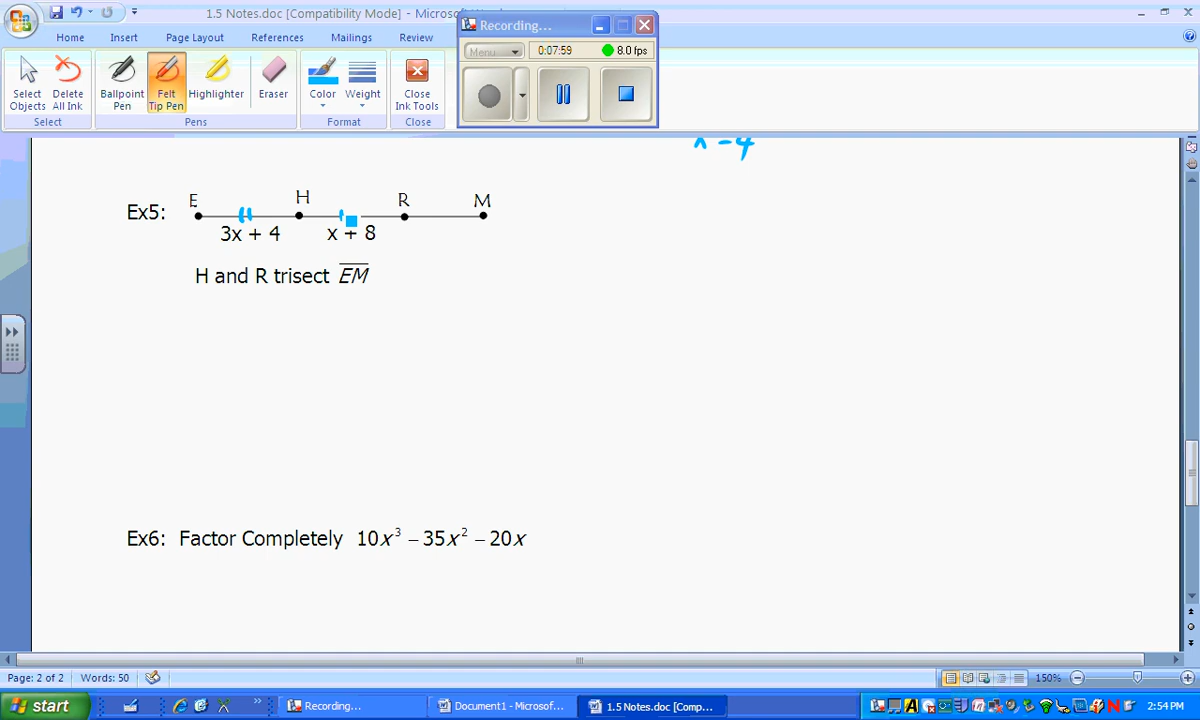 1.5 Notes.doc [Compatibility Mode] - Microsof
Recording...
Home Insert Page Layout References Mailings Review
Menu 0:07:59 8.0 fps
Select Objects Delete All Ink Ballpoint Pen Felt Tip Pen Highlighter Eraser Color Weight Close Ink Tools
Select Pens Format Close
x - 4
E H R M
Ex5:
3x + 4 x + 8
H and R trisect EM
Ex6: Factor Completely 10x³ – 35x² – 20x
Page: 2 of 2 Words: 50 150%
start Recording... Document1 - Microsof... 1.5 Notes.doc [Comp... 2:54 PM